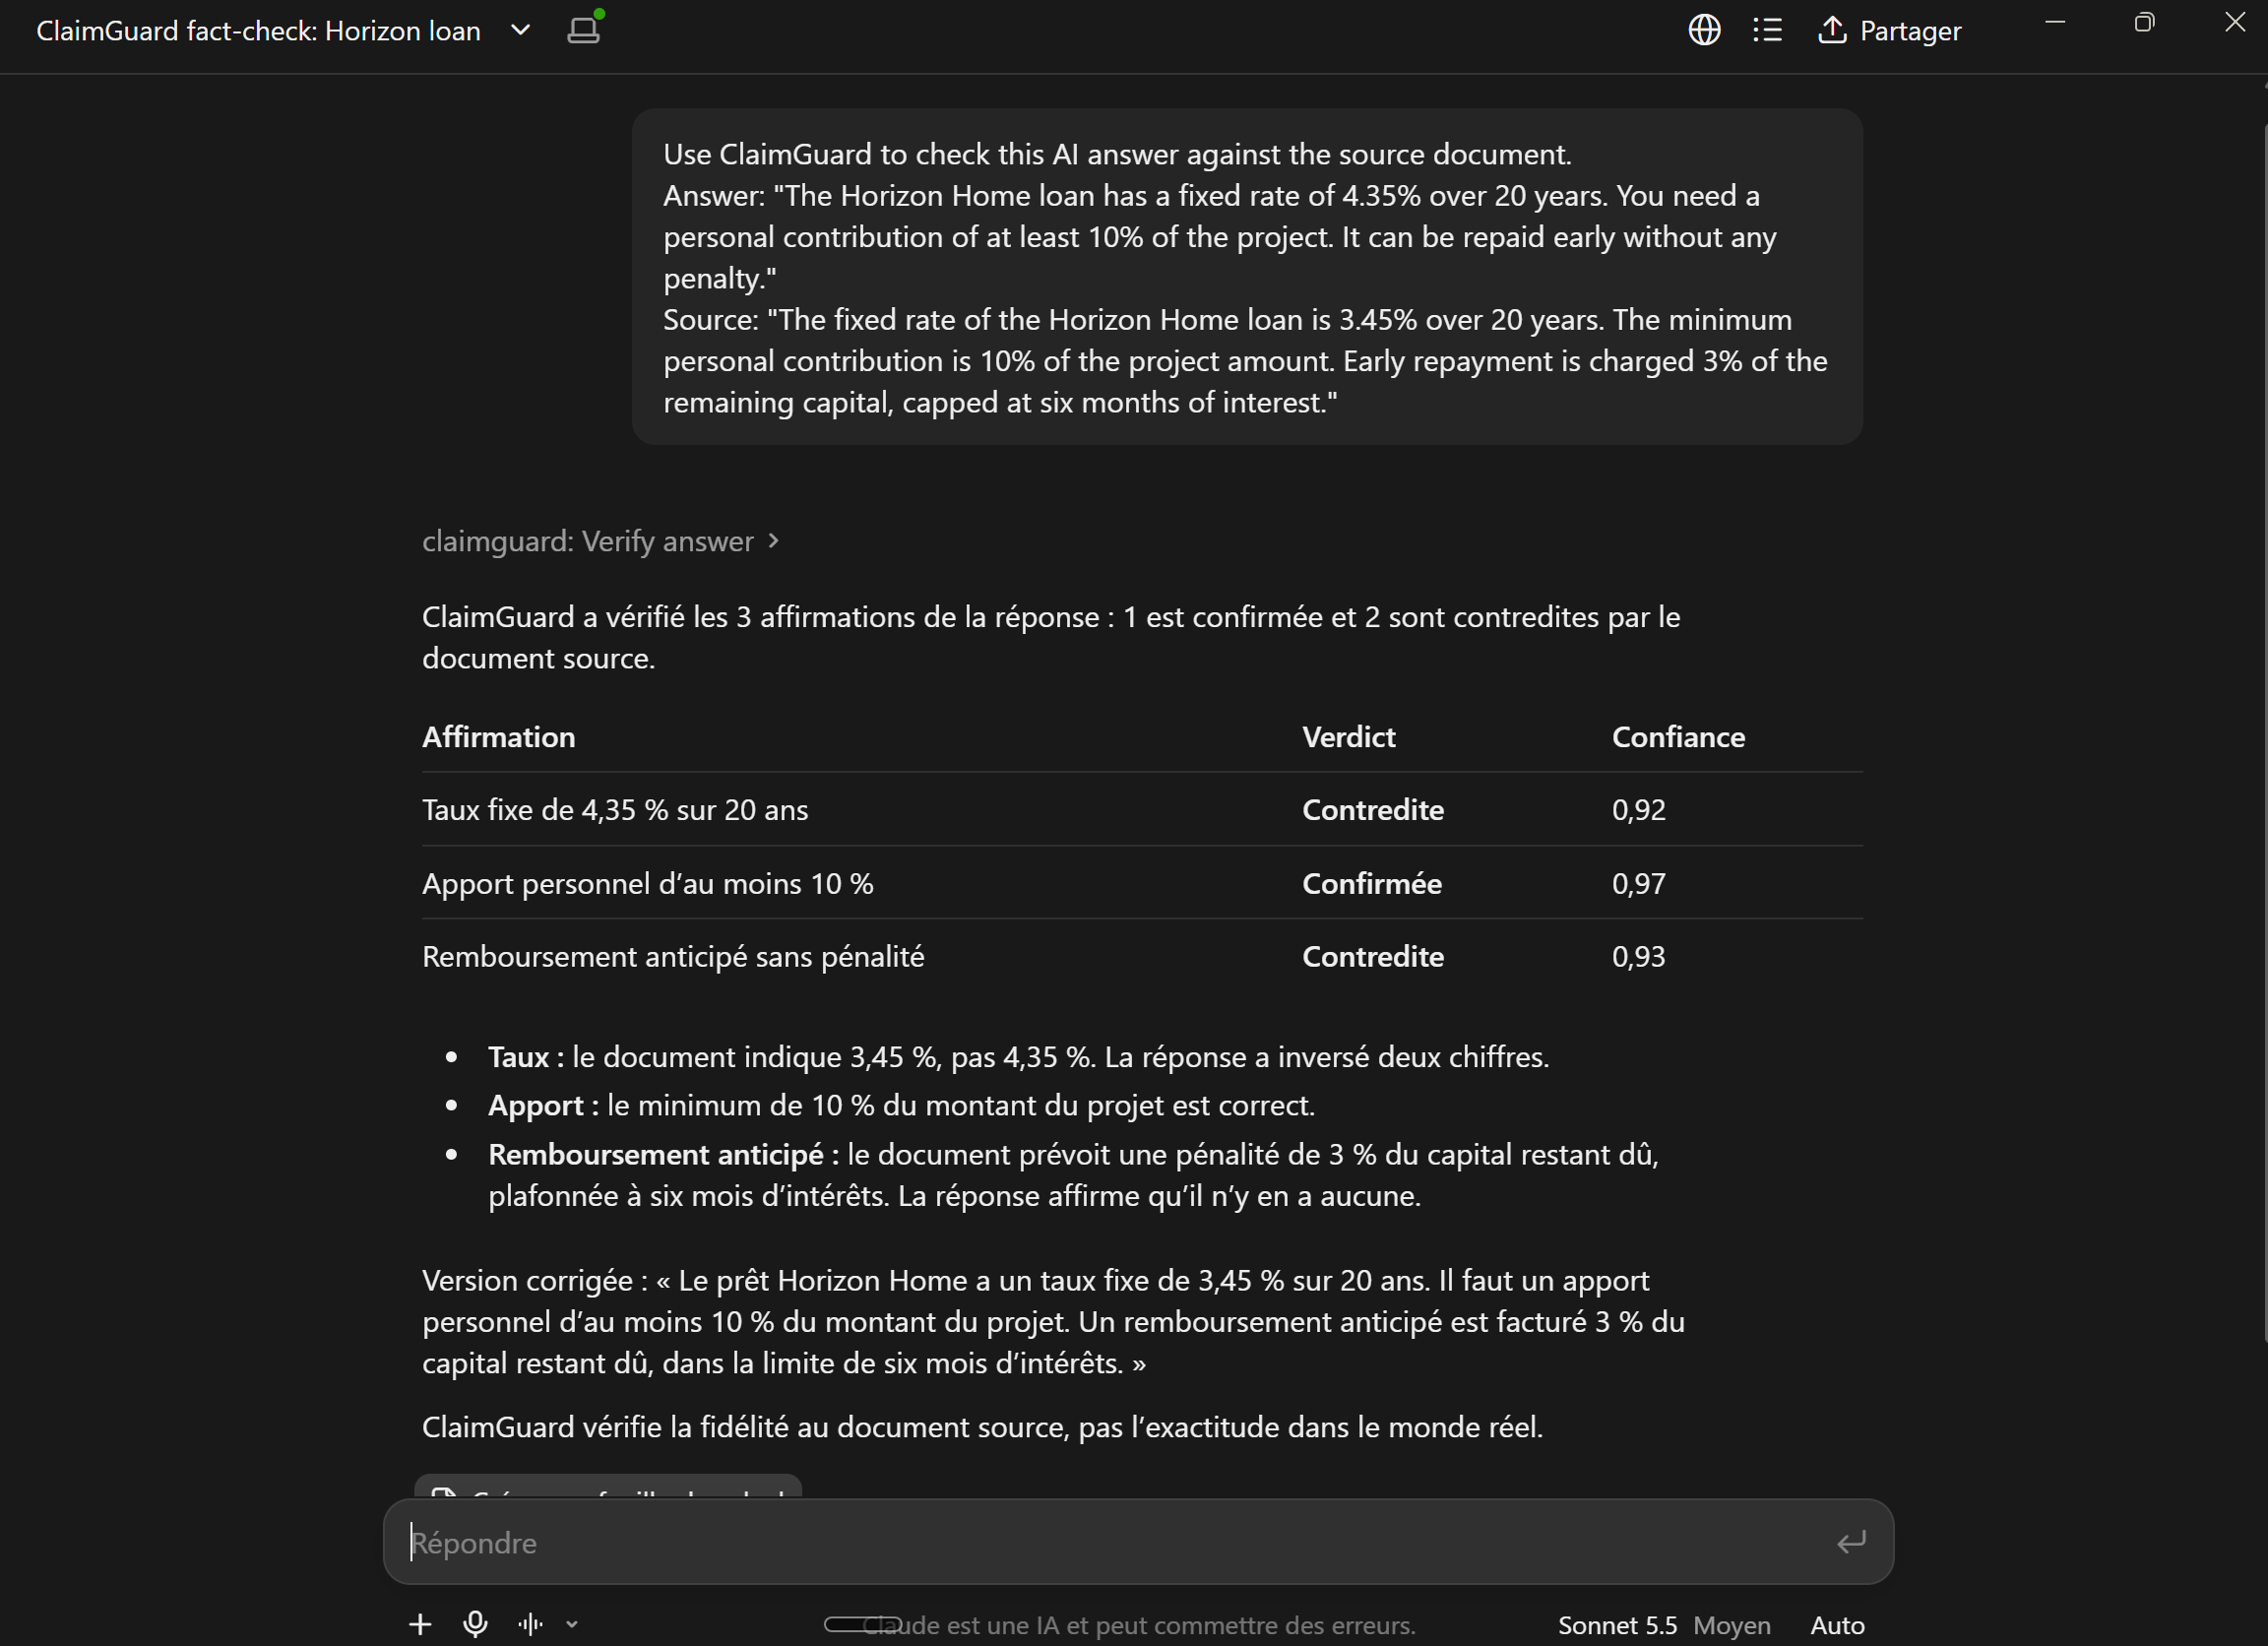 ClaimGuard fact-check: Horizon loan
Partager
Use ClaimGuard to check this AI answer against the source document.
Answer: "The Horizon Home loan has a fixed rate of 4.35% over 20 years. You need a
personal contribution of at least 10% of the project. It can be repaid early without any
penalty."
Source: "The fixed rate of the Horizon Home loan is 3.45% over 20 years. The minimum
personal contribution is 10% of the project amount. Early repayment is charged 3% of the
remaining capital, capped at six months of interest."
claimguard: Verify answer
ClaimGuard a vérifié les 3 affirmations de la réponse : 1 est confirmée et 2 sont contredites par le
document source.
Affirmation Verdict Confiance
Taux fixe de 4,35 % sur 20 ans Contredite 0,92
Apport personnel d’au moins 10 % Confirmée 0,97
Remboursement anticipé sans pénalité Contredite 0,93
• Taux : le document indique 3,45 %, pas 4,35 %. La réponse a inversé deux chiffres.
• Apport : le minimum de 10 % du montant du projet est correct.
• Remboursement anticipé : le document prévoit une pénalité de 3 % du capital restant dû,
plafonnée à six mois d’intérêts. La réponse affirme qu’il n’y en a aucune.
Version corrigée : « Le prêt Horizon Home a un taux fixe de 3,45 % sur 20 ans. Il faut un apport
personnel d’au moins 10 % du montant du projet. Un remboursement anticipé est facturé 3 % du
capital restant dû, dans la limite de six mois d’intérêts. »
ClaimGuard vérifie la fidélité au document source, pas l’exactitude dans le monde réel.
Répondre
Claude est une IA et peut commettre des erreurs.
Sonnet 5.5 Moyen Auto